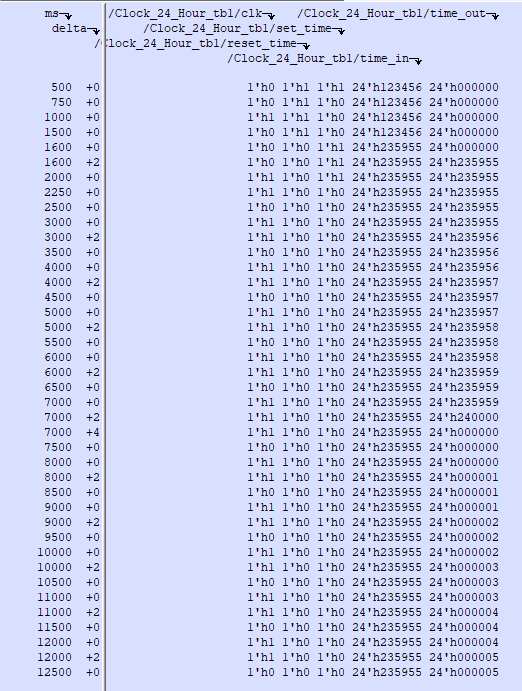 ms /Clock_24_Hour_tb1/clk /Clock_24_Hour_tb1/time_out
delta /Clock_24_Hour_tb1/set_time
/Clock_24_Hour_tb1/reset_time
/Clock_24_Hour_tb1/time_in
500 +0 1'h0 1'h1 1'h1 24'h123456 24'h000000
750 +0 1'h0 1'h1 1'h0 24'h123456 24'h000000
1000 +0 1'h1 1'h1 1'h0 24'h123456 24'h000000
1500 +0 1'h0 1'h1 1'h0 24'h123456 24'h000000
1600 +0 1'h0 1'h0 1'h1 24'h235955 24'h000000
1600 +2 1'h0 1'h0 1'h1 24'h235955 24'h235955
2000 +0 1'h1 1'h0 1'h1 24'h235955 24'h235955
2250 +0 1'h1 1'h0 1'h0 24'h235955 24'h235955
2500 +0 1'h0 1'h0 1'h0 24'h235955 24'h235955
3000 +0 1'h1 1'h0 1'h0 24'h235955 24'h235955
3000 +2 1'h1 1'h0 1'h0 24'h235955 24'h235956
3500 +0 1'h0 1'h0 1'h0 24'h235955 24'h235956
4000 +0 1'h1 1'h0 1'h0 24'h235955 24'h235956
4000 +2 1'h1 1'h0 1'h0 24'h235955 24'h235957
4500 +0 1'h0 1'h0 1'h0 24'h235955 24'h235957
5000 +0 1'h1 1'h0 1'h0 24'h235955 24'h235957
5000 +2 1'h1 1'h0 1'h0 24'h235955 24'h235958
5500 +0 1'h0 1'h0 1'h0 24'h235955 24'h235958
6000 +0 1'h1 1'h0 1'h0 24'h235955 24'h235958
6000 +2 1'h1 1'h0 1'h0 24'h235955 24'h235959
6500 +0 1'h0 1'h0 1'h0 24'h235955 24'h235959
7000 +0 1'h1 1'h0 1'h0 24'h235955 24'h235959
7000 +2 1'h1 1'h0 1'h0 24'h235955 24'h240000
7000 +4 1'h1 1'h0 1'h0 24'h235955 24'h000000
7500 +0 1'h0 1'h0 1'h0 24'h235955 24'h000000
8000 +0 1'h1 1'h0 1'h0 24'h235955 24'h000000
8000 +2 1'h1 1'h0 1'h0 24'h235955 24'h000001
8500 +0 1'h0 1'h0 1'h0 24'h235955 24'h000001
9000 +0 1'h1 1'h0 1'h0 24'h235955 24'h000001
9000 +2 1'h1 1'h0 1'h0 24'h235955 24'h000002
9500 +0 1'h0 1'h0 1'h0 24'h235955 24'h000002
10000 +0 1'h1 1'h0 1'h0 24'h235955 24'h000002
10000 +2 1'h1 1'h0 1'h0 24'h235955 24'h000003
10500 +0 1'h0 1'h0 1'h0 24'h235955 24'h000003
11000 +0 1'h1 1'h0 1'h0 24'h235955 24'h000003
11000 +2 1'h1 1'h0 1'h0 24'h235955 24'h000004
11500 +0 1'h0 1'h0 1'h0 24'h235955 24'h000004
12000 +0 1'h1 1'h0 1'h0 24'h235955 24'h000004
12000 +2 1'h1 1'h0 1'h0 24'h235955 24'h000005
12500 +0 1'h0 1'h0 1'h0 24'h235955 24'h000005